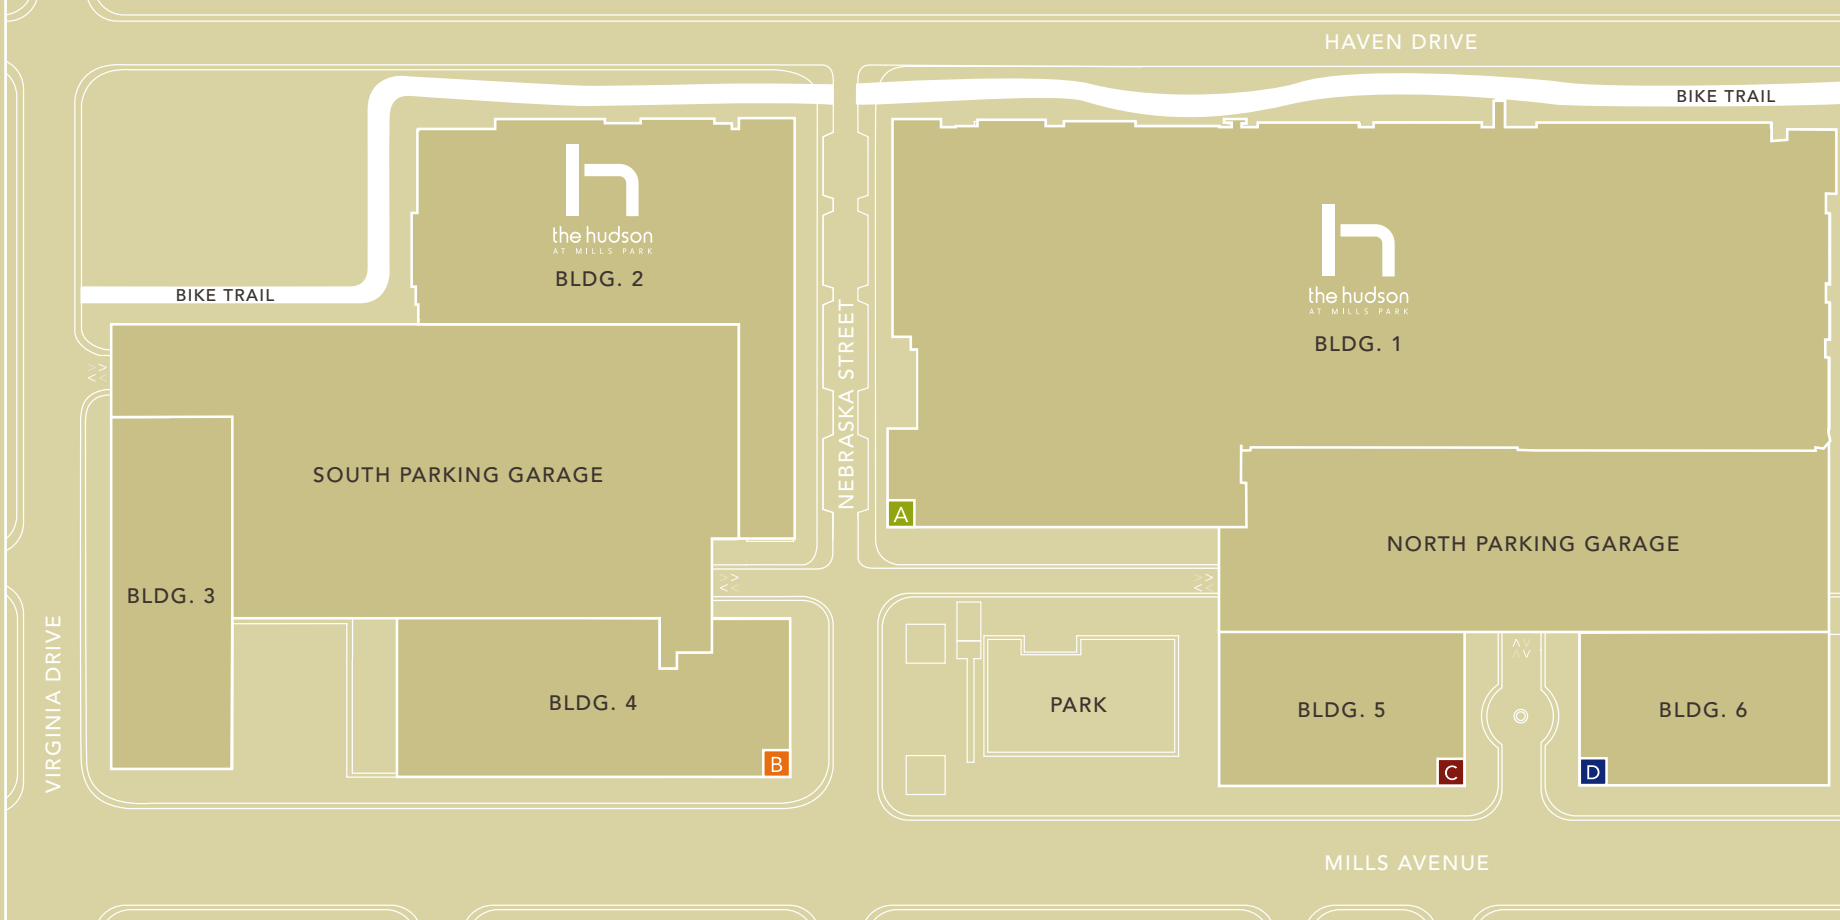 HAVEN DRIVE
BIKE TRAIL
the hudson
AT MILLS PARK
BLDG. 2
the hudson
AT MILLS PARK
BLDG. 1
BIKE TRAIL
NEBRASKA STREET
SOUTH PARKING GARAGE
A
NORTH PARKING GARAGE
BLDG. 3
VIRGINIA DRIVE
BLDG. 4
B
PARK
BLDG. 5
C
BLDG. 6
D
MILLS AVENUE